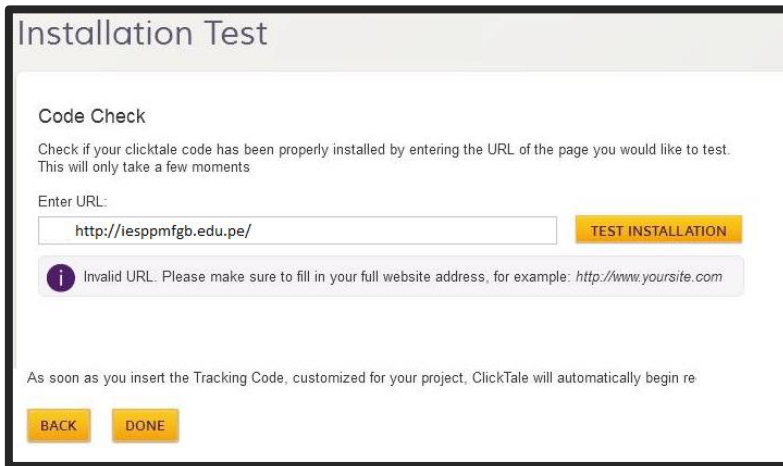 Installation Test
Code Check
Check if your clicktale code has been properly installed by entering the URL of the page you would like to test.
This will only take a few moments
Enter URL:
http://iesppmfgb.edu.pe/
TEST INSTALLATION
i Invalid URL. Please make sure to fill in your full website address, for example: http://www.yoursite.com
As soon as you insert the Tracking Code, customized for your project, ClickTale will automatically begin re
BACK DONE